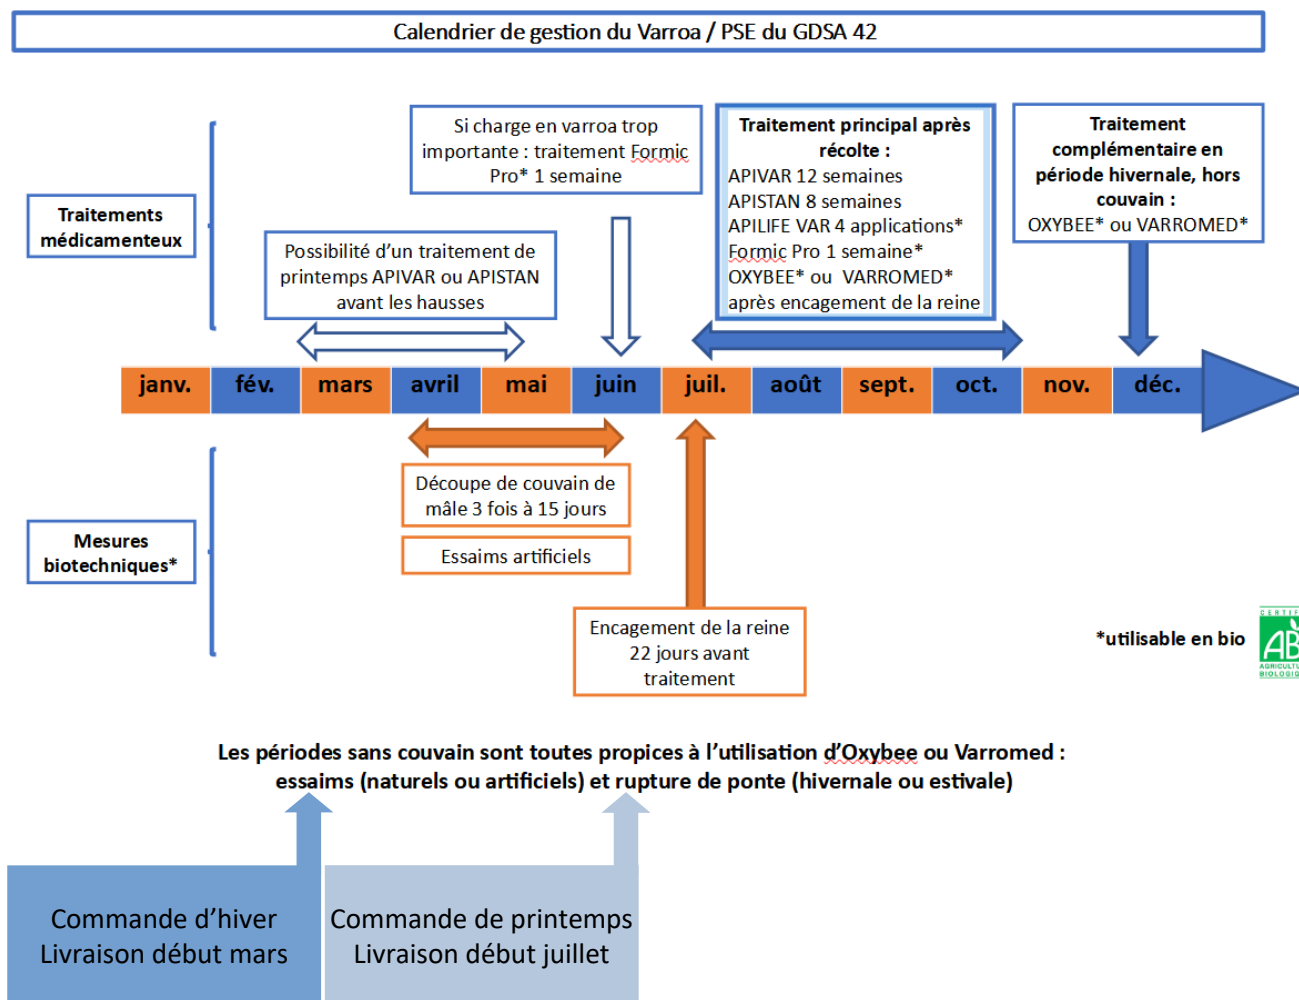 Calendrier de gestion du Varroa / PSE du GDSA 42
Si charge en varroa trop
importante : traitement Formic
Pro* 1 semaine
Traitement principal après
récolte :
APIVAR 12 semaines
APISTAN 8 semaines
APILIFE VAR 4 applications*
Formic Pro 1 semaine*
OXYBEE* ou VARROMED*
après encagement de la reine
Traitement
complémentaire en
période hivernale, hors
couvain :
OXYBEE* ou VARROMED*
Traitements
médicamenteux
Possibilité d'un traitement de
printemps APIVAR ou APISTAN
avant les hausses
janv. fév. mars avril mai juin juil. août sept. oct. nov. déc.
Découpe de couvain de
mâle 3 fois à 15 jours
Essaims artificiels
Mesures
biotechniques*
Encagement de la reine
22 jours avant
traitement
*utilisable en bio
CERTIF
AB
AGRICULTU
BIOLOGIQ
Les périodes sans couvain sont toutes propices à l'utilisation d'Oxybee ou Varromed :
essaims (naturels ou artificiels) et rupture de ponte (hivernale ou estivale)
Commande d'hiver
Livraison début mars
Commande de printemps
Livraison début juillet